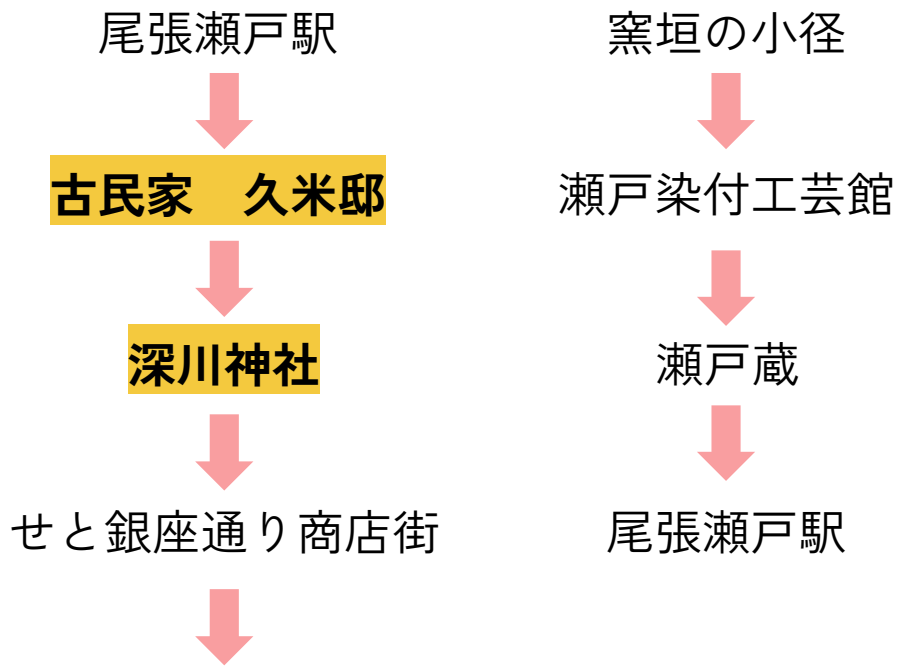 尾張瀬戸駅
古民家　久米邸
深川神社
せと銀座通り商店街
窯垣の小径
瀬戸染付工芸館
瀬戸蔵
尾張瀬戸駅